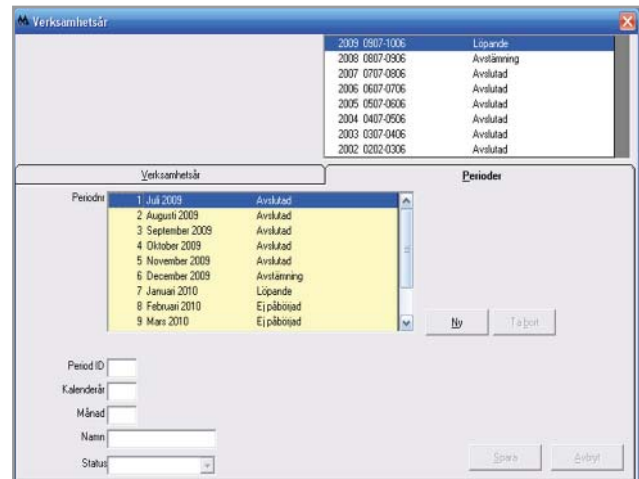 Verksamhetsår
2009 0907-1006 Löpande
2008 0807-0906 Avstämning
2007 0707-0806 Avslutad
2006 0607-0706 Avslutad
2005 0507-0606 Avslutad
2004 0407-0506 Avslutad
2003 0307-0406 Avslutad
2002 0202-0306 Avslutad
Verksamhetsår Perioder
Periodnr 1 Juli 2009 Avslutad
2 Augusti 2009 Avslutad
3 September 2009 Avslutad
4 Oktober 2009 Avslutad
5 November 2009 Avslutad
6 December 2009 Avstämning
7 Januari 2010 Löpande
8 Februari 2010 Ej påbörjad
9 Mars 2010 Ej påbörjad
Ny Ta bort
Period ID
Kalenderår
Månad
Namn
Status
Spara Avbryt